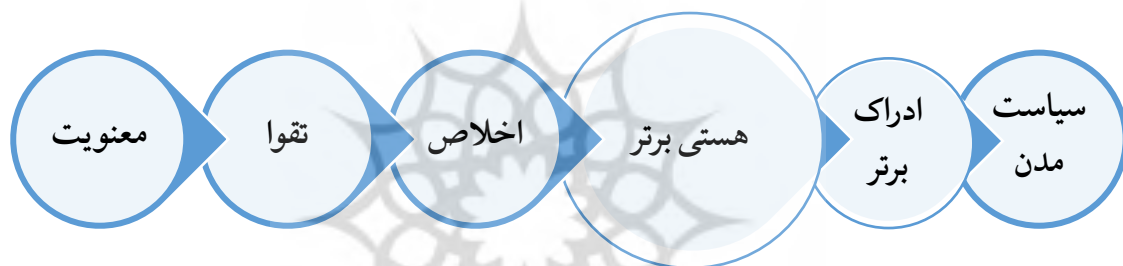 معنویت
تقوا
اخلاص
هستی برتر
ادراک
برتر
سیاست
مدن